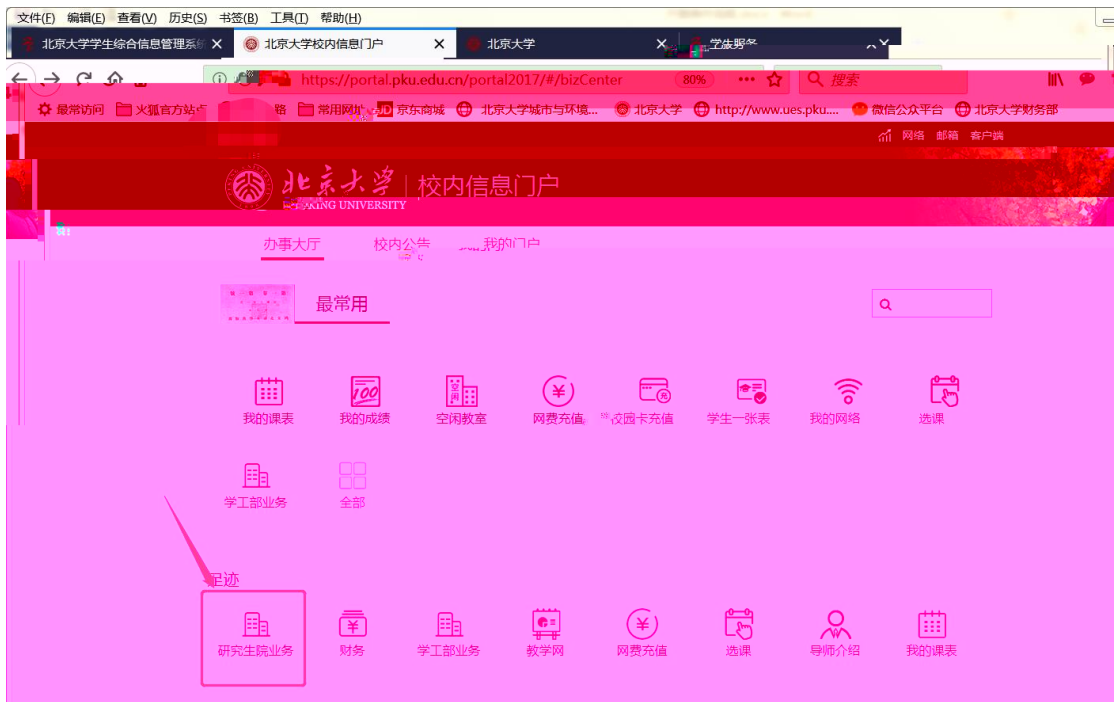 文件(F) 编辑(E) 查看(V) 历史(S) 书签(B) 工具(T) 帮助(H)
北京大学学生综合信息管理系统 北京大学校内信息门户 北京大学
https://portal.pku.edu.cn/portal2017/#/bizCenter 80% 搜索
最常访问 火狐官方站点 常用网址 京东商城 北京大学城市与环境... 北京大学 http://www.ues.pku.... 微信公众平台 北京大学财务部
网络 邮箱 客户端
北京大学 校内信息门户
PEKING UNIVERSITY
办事大厅 校内公告 我的门户
最常用
我的课表 我的成绩 空闲教室 网费充值 校园卡充值 学生一张表 我的网络 选课
学工部业务 全部
足迹
研究生院业务 财务 学工部业务 教学网 网费充值 选课 导师介绍 我的课表